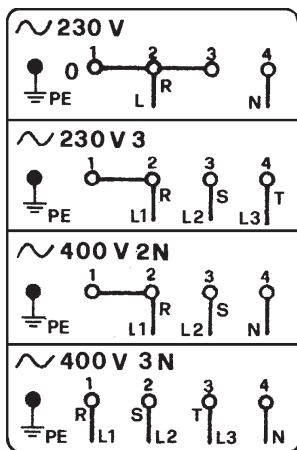 ~ 230 V
1 2 3 4
0
PE L R N
~ 230 V 3
1 2 3 4
PE L1 R L2 S L3 T
~ 400 V 2N
1 2 3 4
PE L1 R L2 S N
~ 400 V 3N
1 2 3 4
PE R L1 S L2 T L3 N